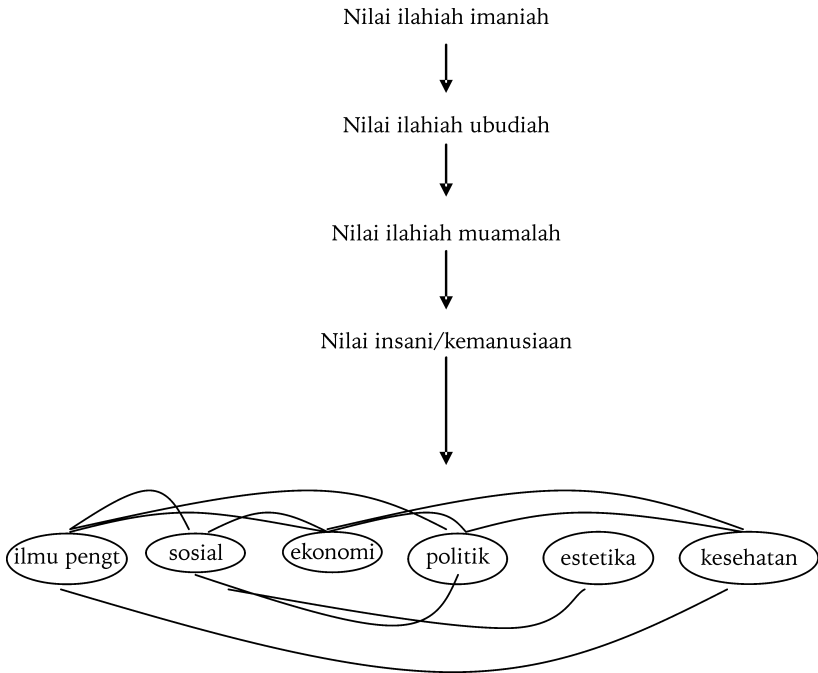 Nilai ilahiah imaniah
Nilai ilahiah ubudiah
Nilai ilahiah muamalah
Nilai insani/kemanusiaan
ilmu pengt
sosial
ekonomi
politik
estetika
kesehatan